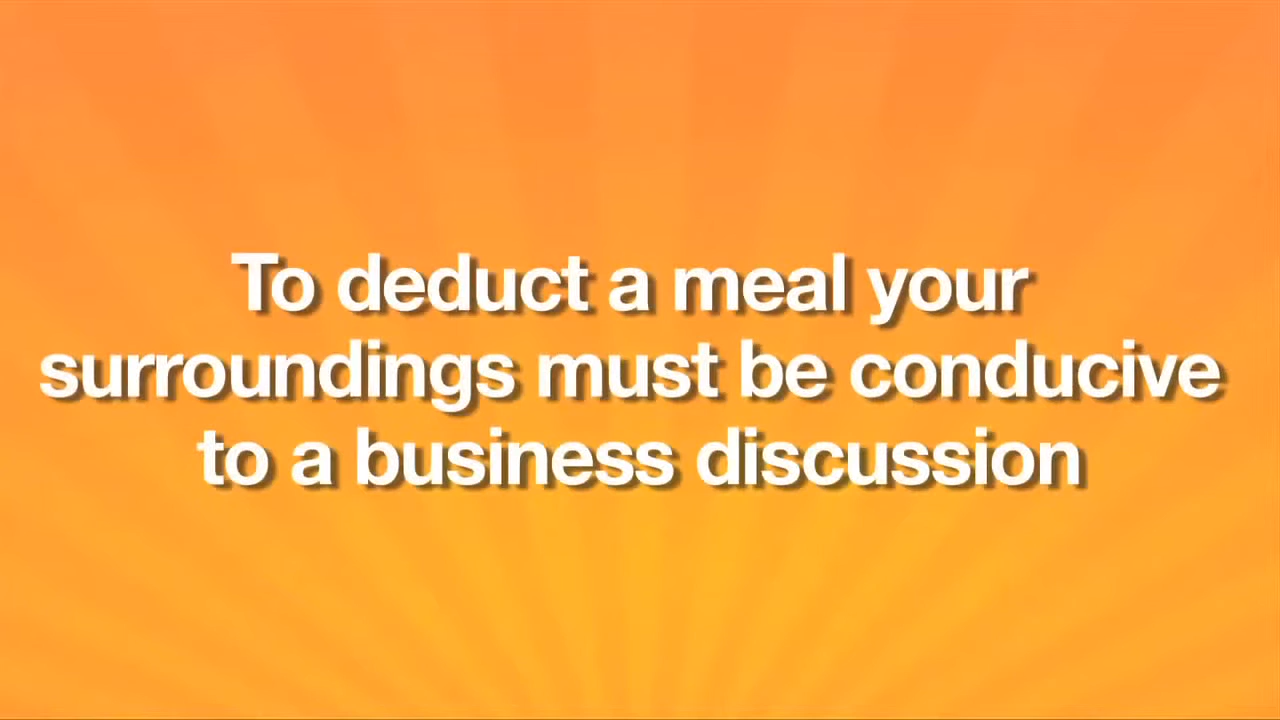 To deduct a meal your
surroundings must be conducive
to a business discussion